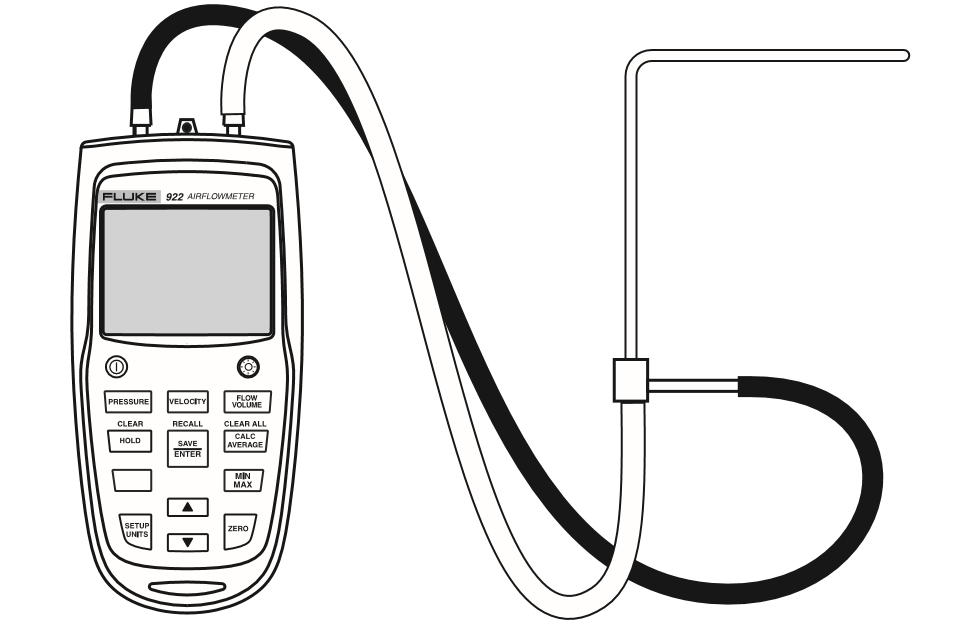 FLUKE 922 AIRFLOWMETER
PRESSURE
VELOCITY
FLOW
VOLUME
CLEAR
RECALL
CLEAR ALL
HOLD
SAVE
ENTER
CALC
AVERAGE
MIN
MAX
SETUP
UNITS
ZERO